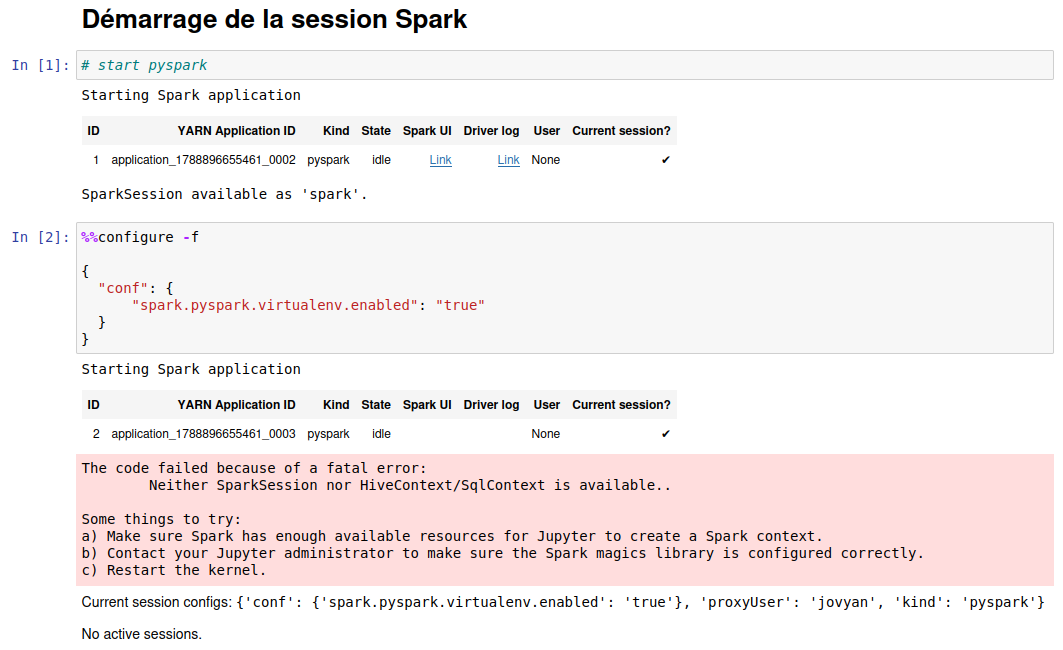 Démarrage de la session Spark
In [1]: # start pyspark
Starting Spark application
ID YARN Application ID Kind State Spark UI Driver log User Current session?
1 application_1788896655461_0002 pyspark idle Link Link None ✔
SparkSession available as 'spark'.
In [2]: %%configure -f
{
"conf": {
"spark.pyspark.virtualenv.enabled": "true"
}
}
Starting Spark application
ID YARN Application ID Kind State Spark UI Driver log User Current session?
2 application_1788896655461_0003 pyspark idle None ✔
The code failed because of a fatal error:
Neither SparkSession nor HiveContext/SqlContext is available..
Some things to try:
a) Make sure Spark has enough available resources for Jupyter to create a Spark context.
b) Contact your Jupyter administrator to make sure the Spark magics library is configured correctly.
c) Restart the kernel.
Current session configs: {'conf': {'spark.pyspark.virtualenv.enabled': 'true'}, 'proxyUser': 'jovyan', 'kind': 'pyspark'}
No active sessions.